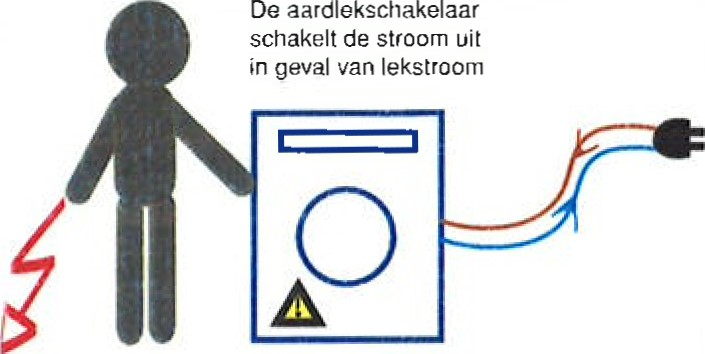 De aardlekschakelaar
schakelt de stroom uit
in geval van lekstroom